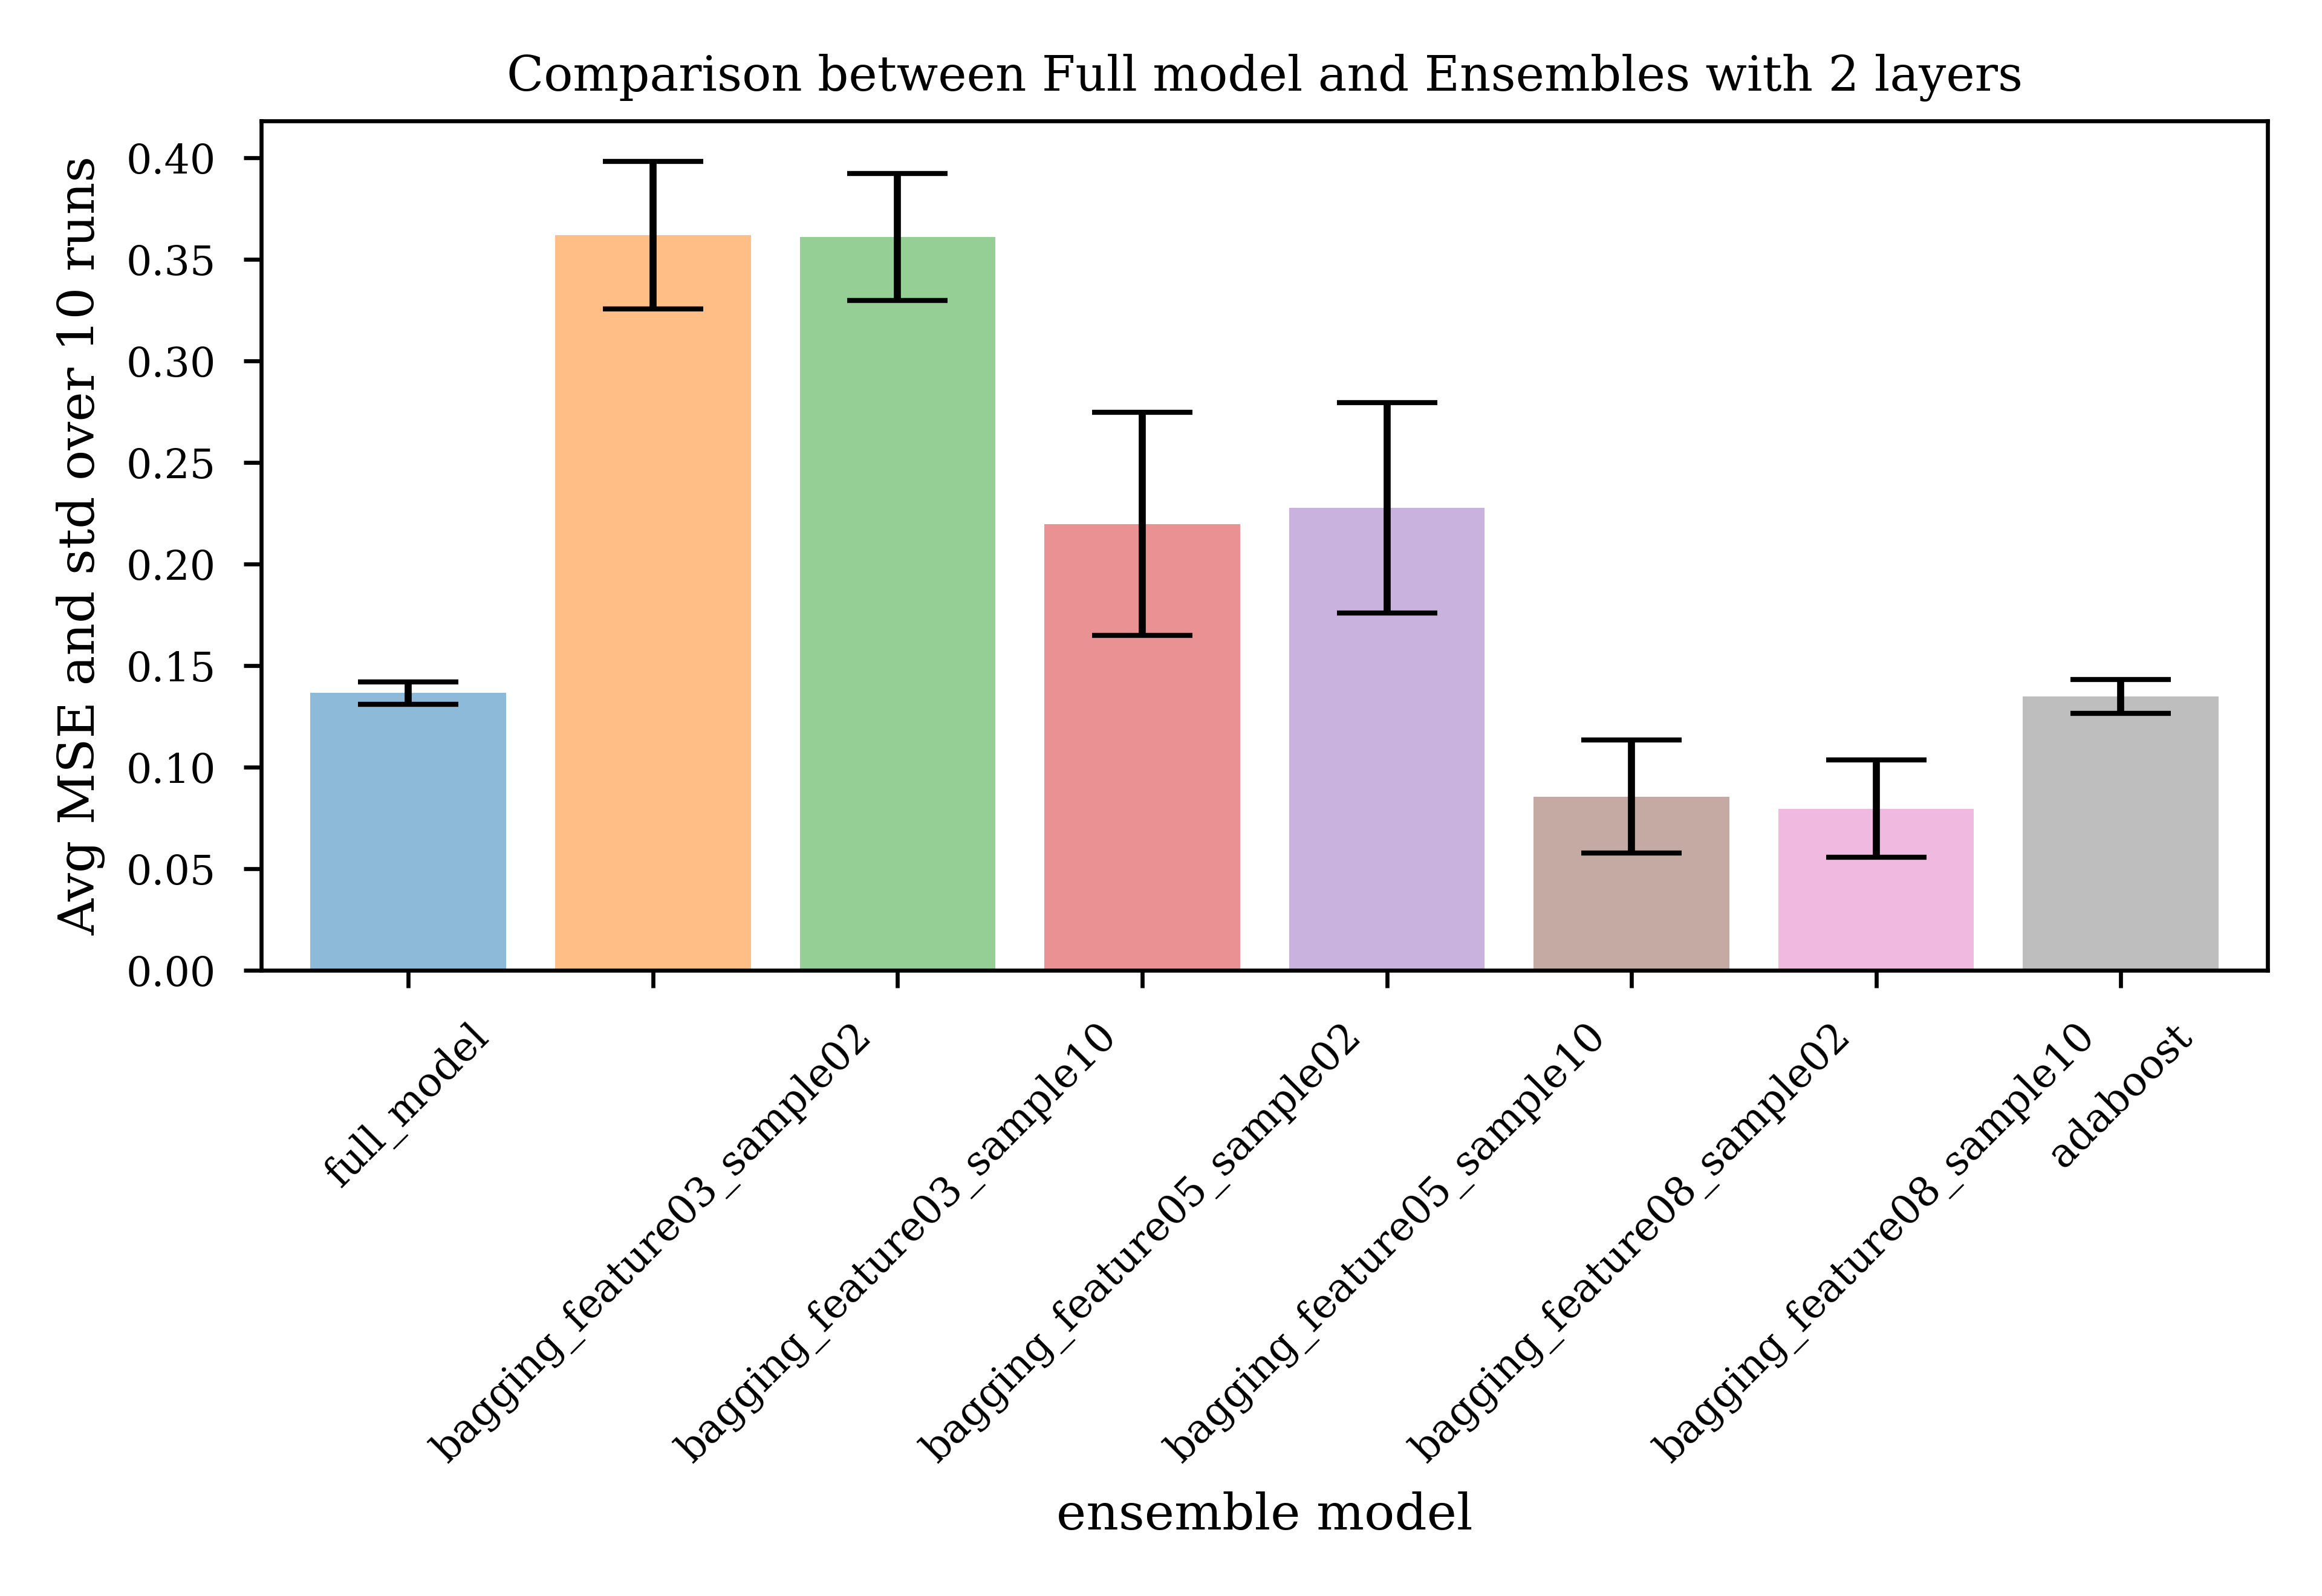 Comparison between Full model and Ensembles with 2 layers
Avg MSE and std over 10 runs
0.40
0.35
0.30
0.25
0.20
0.15
0.10
0.05
0.00
full_model
bagging_feature03_sample02
bagging_feature03_sample10
bagging_feature05_sample02
bagging_feature05_sample10
bagging_feature08_sample02
bagging_feature08_sample10
adaboost
ensemble model